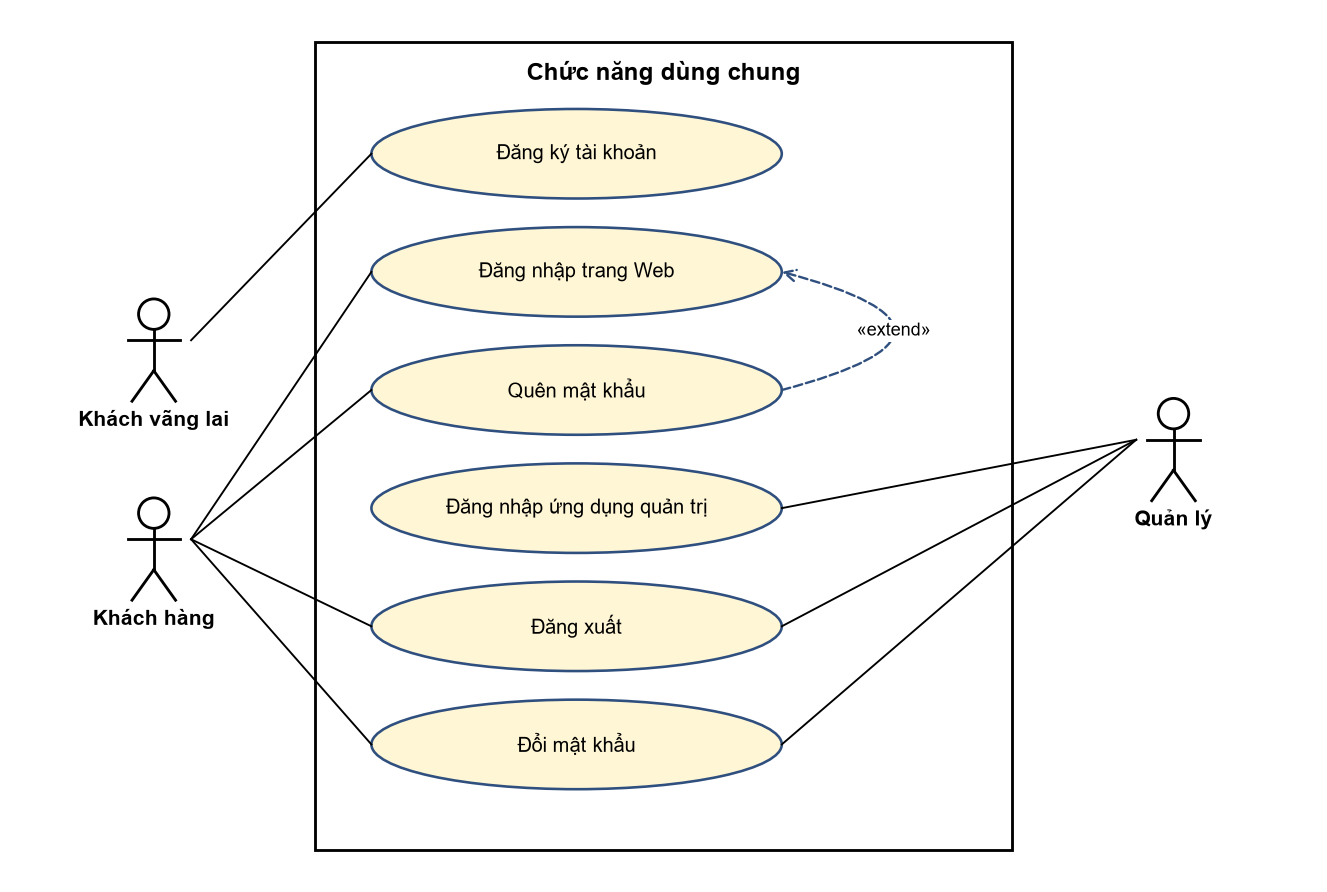 Chức năng dùng chung
Đăng ký tài khoản
Đăng nhập trang Web
«extend»
Quên mật khẩu
Khách vãng lai
Đăng nhập ứng dụng quản trị
Quản lý
Khách hàng
Đăng xuất
Đổi mật khẩu